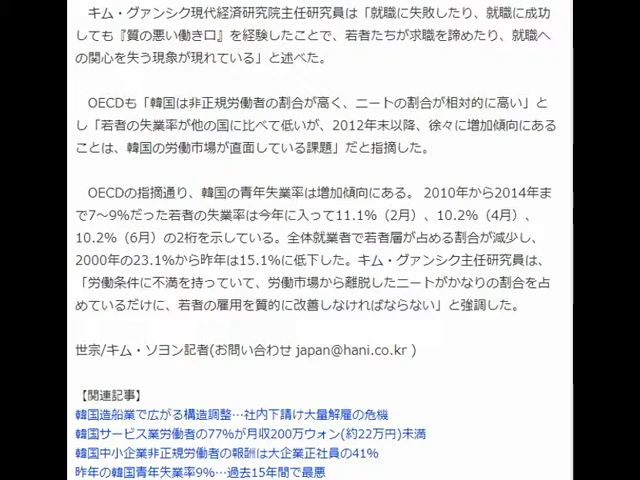 キム・グァンシク現代経済研究院主任研究員は「就職に失敗したり、就職に成功
しても『質の悪い働き口』を経験したことで、若者たちが求職を諦めたり、就職へ
の関心を失う現象が現れている」と述べた。
OECDも「韓国は非正規労働者の割合が高く、ニートの割合が相対的に高い」と
し「若者の失業率が他の国に比べて低いが、2012年末以降、徐々に増加傾向にある
ことは、韓国の労働市場が直面している課題」だと指摘した。
OECDの指摘通り、韓国の青年失業率は増加傾向にある。 2010年から2014年ま
で7～9%だった若者の失業率は今年に入って11.1%（2月）、10.2%（4月）、
10.2%（6月）の2桁を示している。全体就業者で若者層が占める割合が減少し、
2000年の23.1%から昨年は15.1%に低下した。キム・グァンシク主任研究員は、
「労働条件に不満を持っていて、労働市場から離脱したニートがかなりの割合を占
めているだけに、若者の雇用を質的に改善しなければならない」と強調した。
世宗/キム・ソヨン記者(お問い合わせ japan@hani.co.kr )
【関連記事】
韓国造船業で広がる構造調整…社内下請け大量解雇の危機
韓国サービス業労働者の77%が月収200万ウォン(約22万円)未満
韓国中小企業非正規労働者の報酬は大企業正社員の41%
昨年の韓国青年失業率9%…過去15年間で最悪